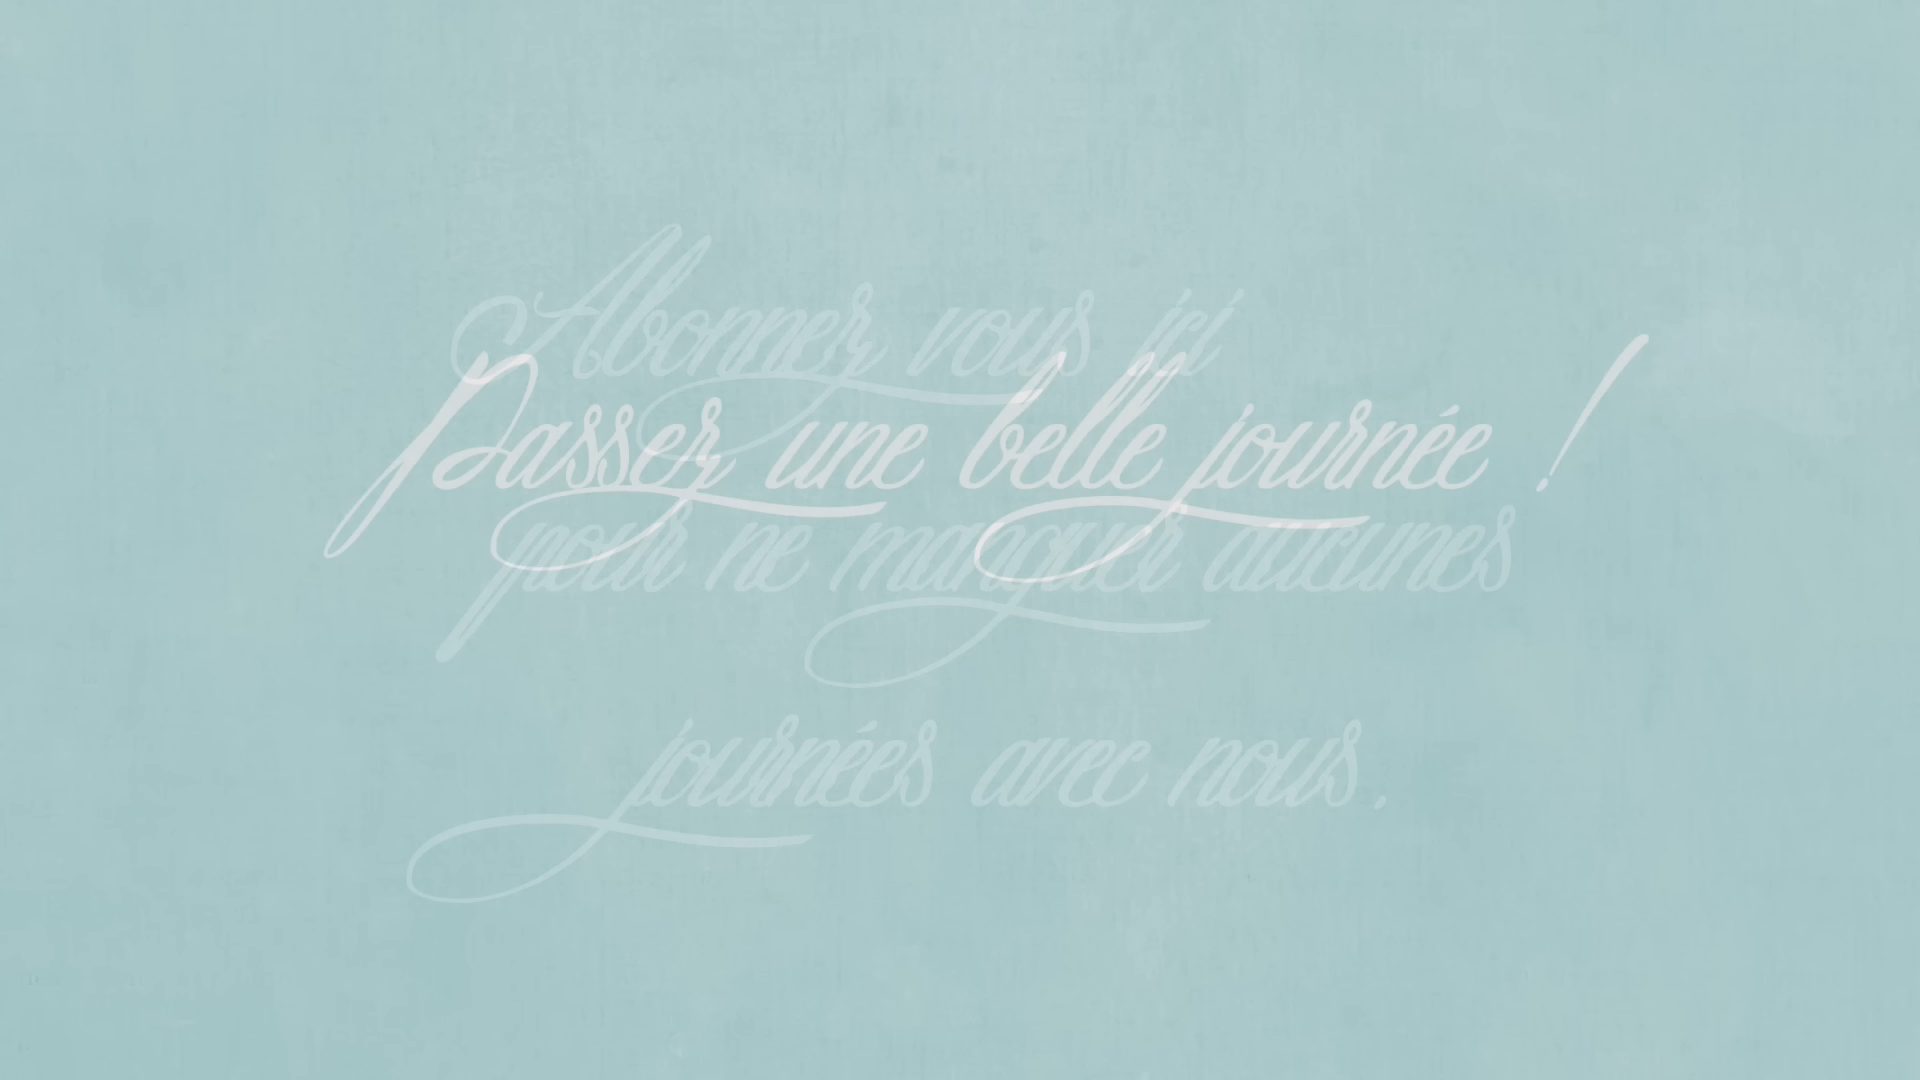 Abonnez vous ici
Passez une belle journée !
pour ne manquer aucunes
journées avec nous.